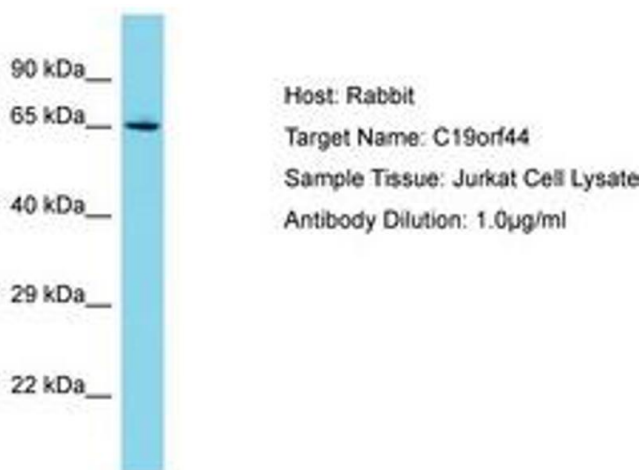 90 kDa
65 kDa
40 kDa
29 kDa
22 kDa
Host: Rabbit
Target Name: C19orf44
Sample Tissue: Jurkat Cell Lysate
Antibody Dilution: 1.0µg/ml